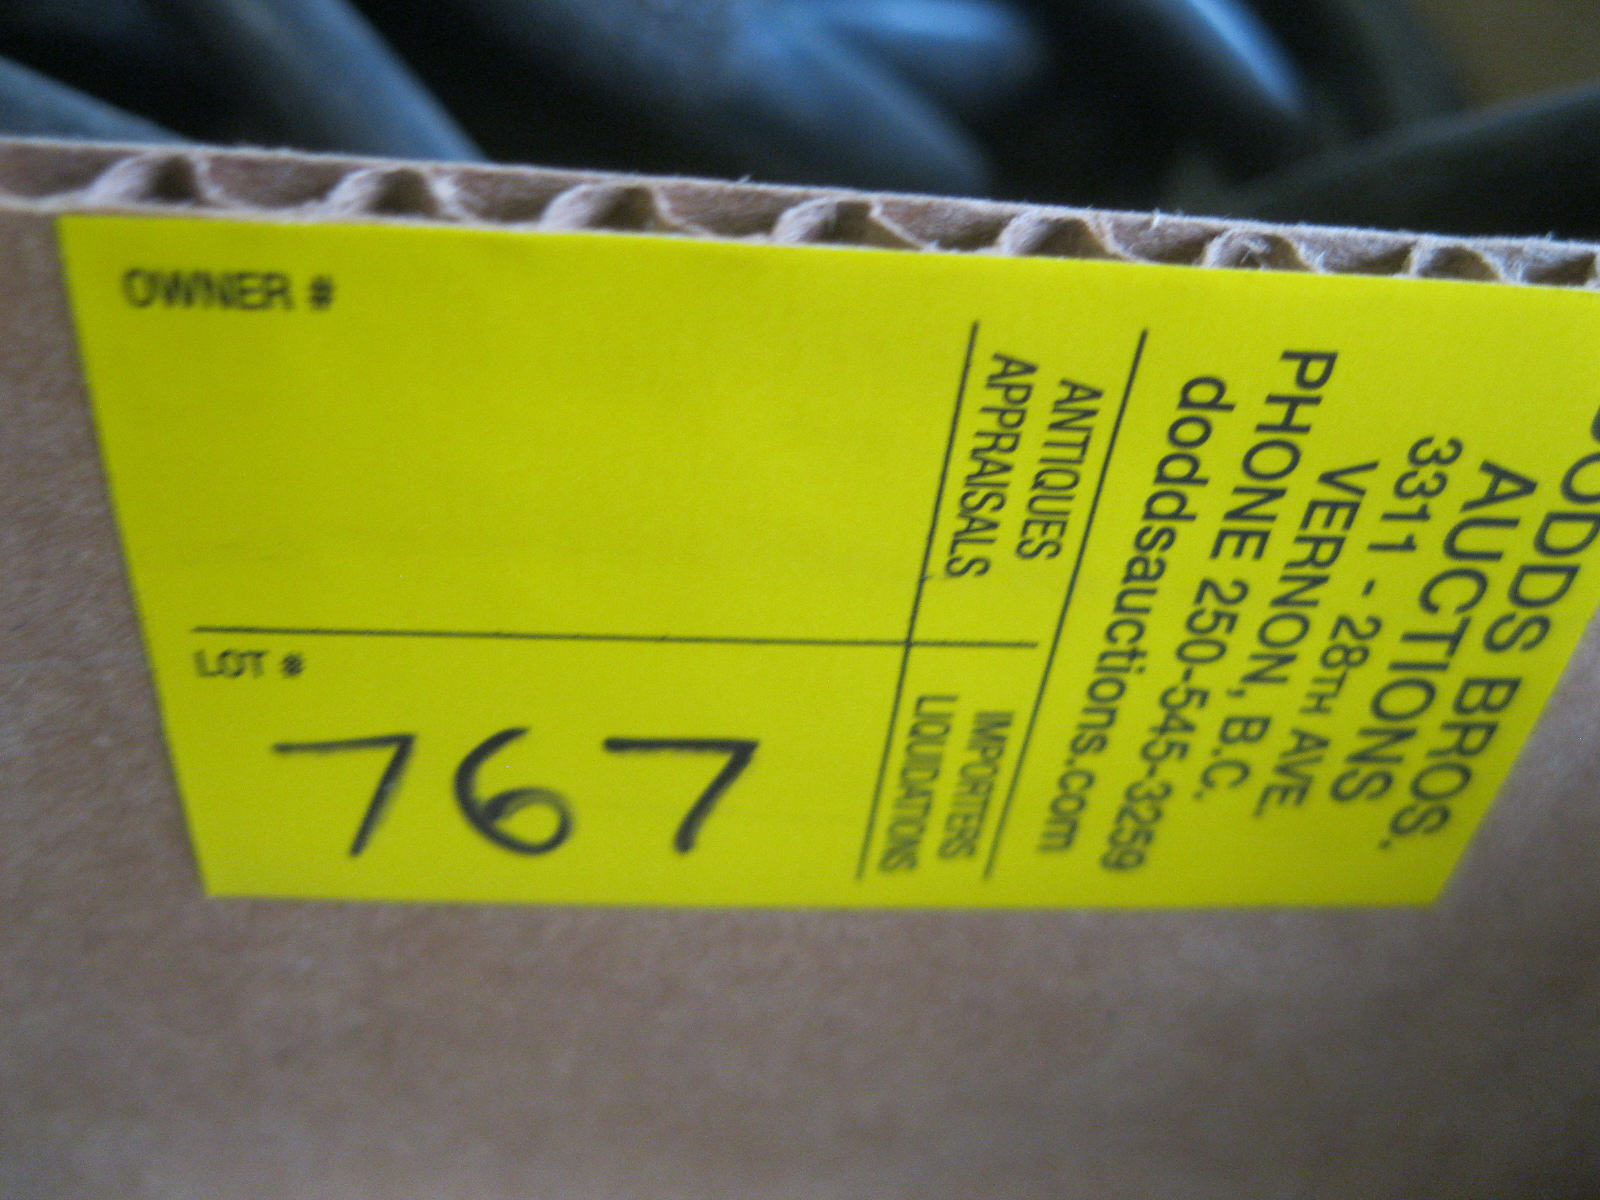 DODDS BROS.
AUCTIONS
3311 - 28TH AVE.
VERNON, B.C.
PHONE 250-545-3259
doddsauctions.com
ANTIQUES
APPRAISALS
IMPORTERS
LIQUIDATIONS
OWNER #
LOT #
767